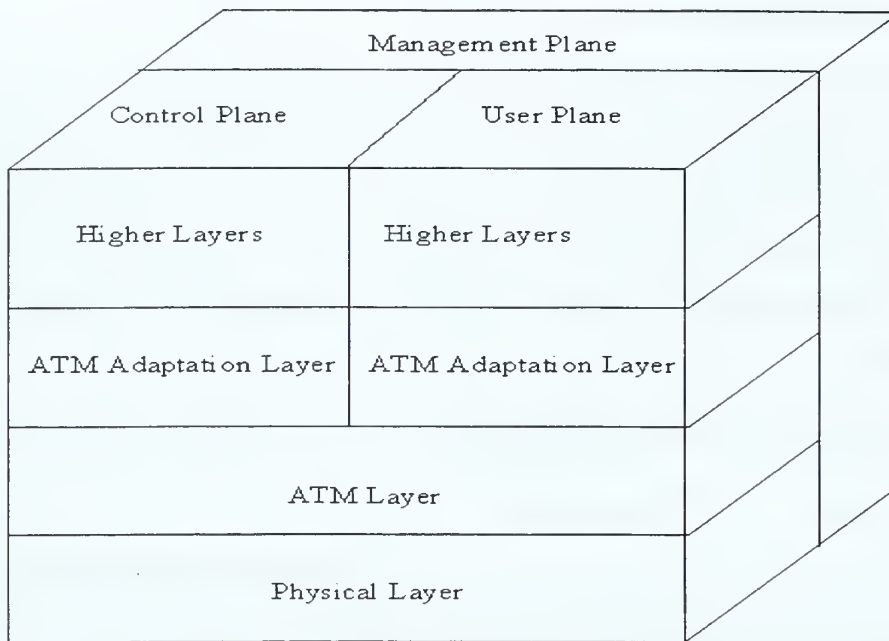 Management Plane
Control Plane
User Plane
Higher Layers
Higher Layers
ATM Adaptation Layer
ATM Adaptation Layer
ATM Layer
Physical Layer